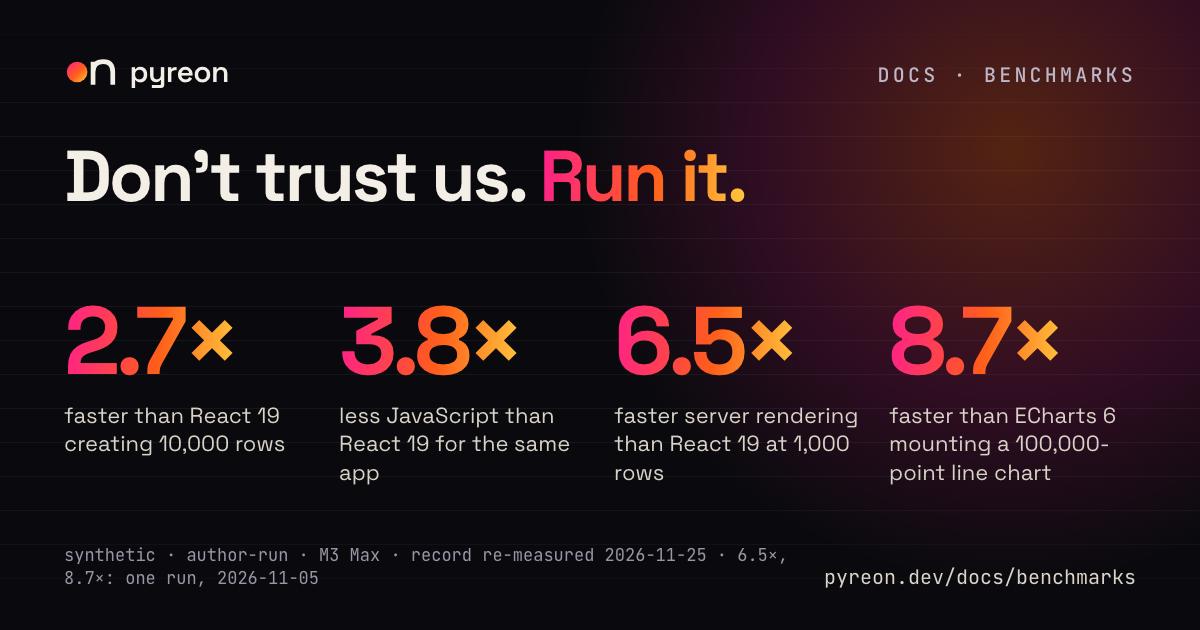 pyreon
DOCS · BENCHMARKS
Don’t trust us. Run it.
2.7×
faster than React 19
creating 10,000 rows
3.8×
less JavaScript than
React 19 for the same
app
6.5×
faster server rendering
than React 19 at 1,000
rows
8.7×
faster than ECharts 6
mounting a 100,000-
point line chart
synthetic · author-run · M3 Max · record re-measured 2026-11-25 · 6.5×,
8.7×: one run, 2026-11-05
pyreon.dev/docs/benchmarks